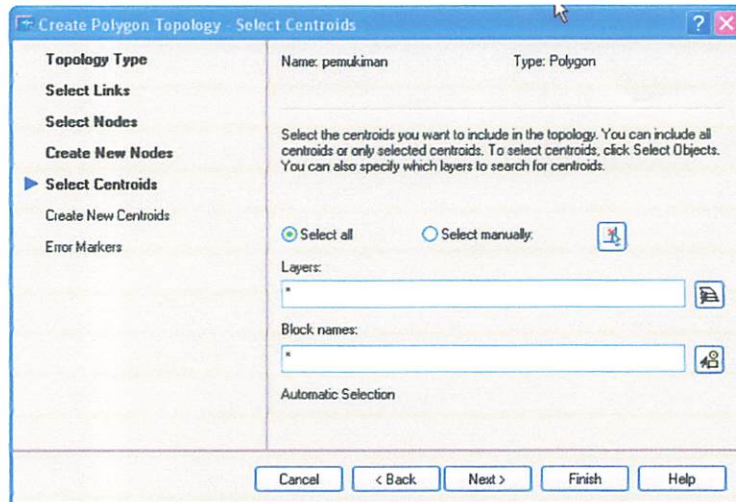 Create Polygon Topology - Select Centroids
Topology Type
Select Links
Select Nodes
Create New Nodes
Select Centroids
Create New Centroids
Error Markers
Name: pemukiman
Type: Polygon
Select the centroids you want to include in the topology. You can include all
centroids or only selected centroids. To select centroids, click Select Objects.
You can also specify which layers to search for centroids.
Select all
Select manually:
Layers:
*
Block names:
*
Automatic Selection
Cancel
< Back
Next >
Finish
Help